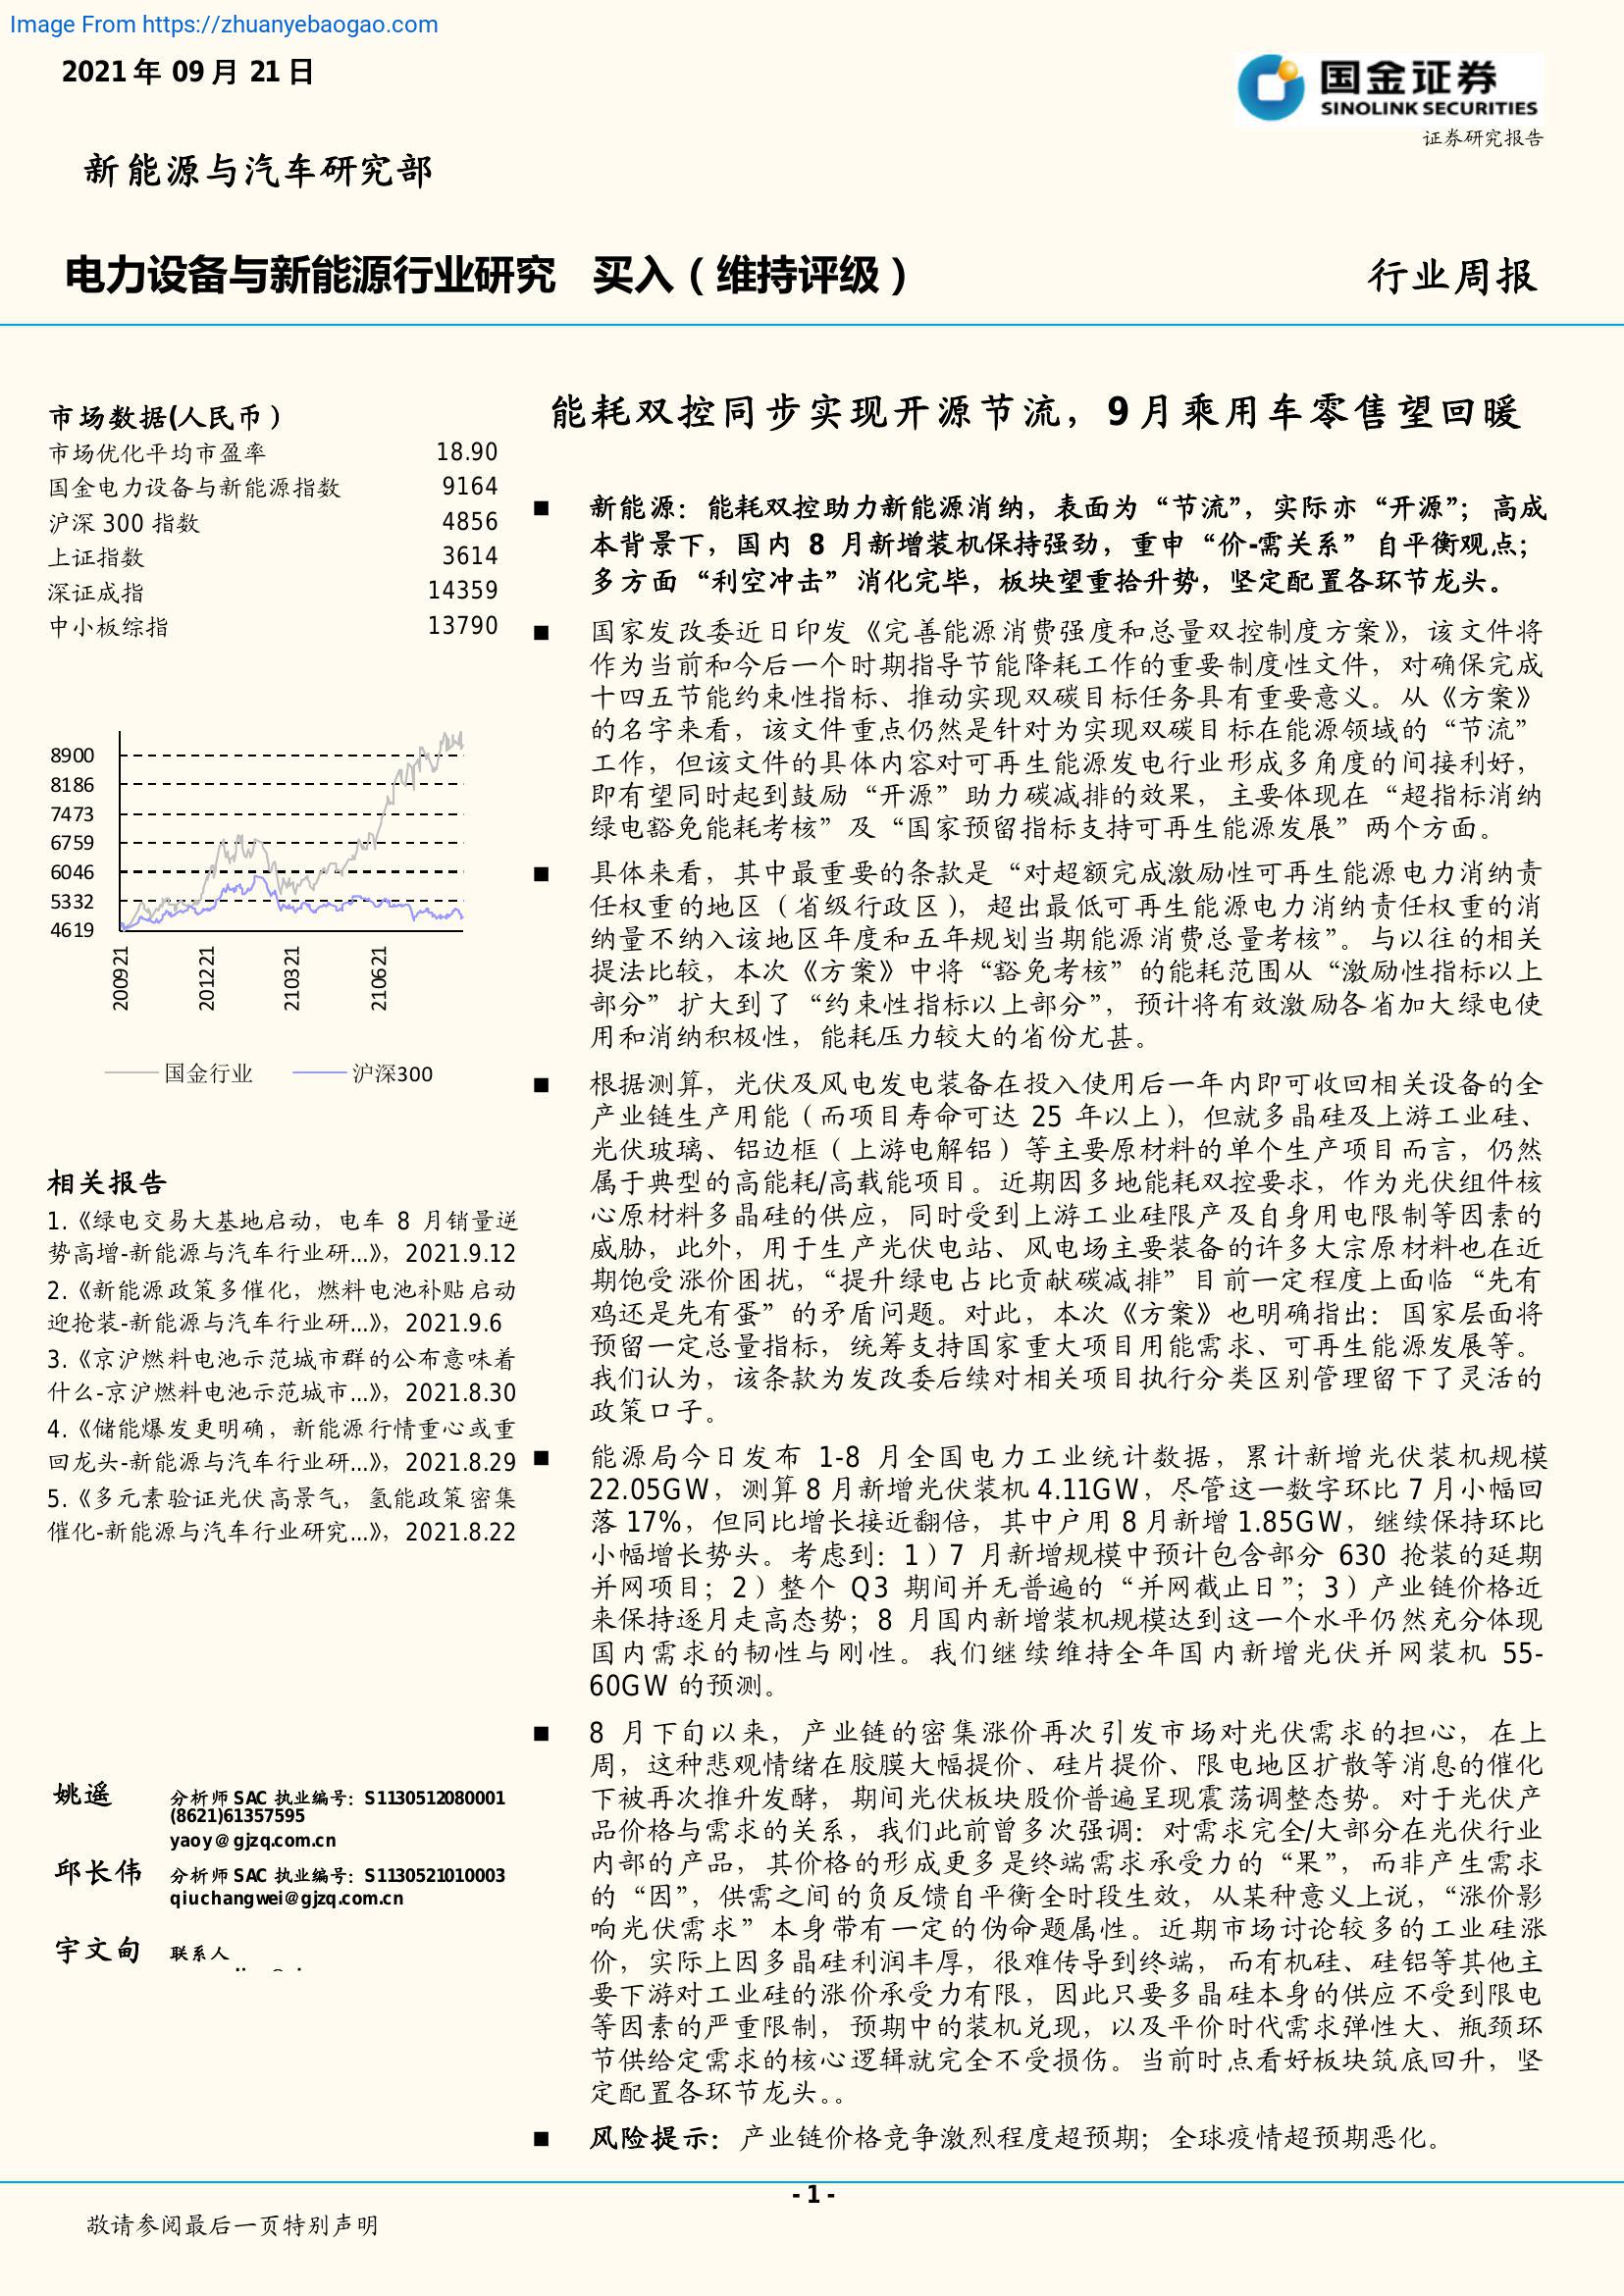 Image From https://zhuanyebaogao.com
2021 年 09 月 21 日
国金证券
SINOLINK SECURITIES
证券研究报告
新能源与汽车研究部
电力设备与新能源行业研究 买入（维持评级）
行业周报
市场数据(人民币）
市场优化平均市盈率 18.90
国金电力设备与新能源指数 9164
沪深 300 指数 4856
上证指数 3614
深证成指 14359
中小板综指 13790
8900
8186
7473
6759
6046
5332
4619
200921
201221
210321
210621
国金行业 沪深300
相关报告
1.《绿电交易大基地启动，电车 8 月销量逆
势高增-新能源与汽车行业研...》，2021.9.12
2.《新能源政策多催化，燃料电池补贴启动
迎抢装-新能源与汽车行业研...》，2021.9.6
3.《京沪燃料电池示范城市群的公布意味着
什么-京沪燃料电池示范城市...》，2021.8.30
4.《储能爆发更明确，新能源行情重心或重
回龙头-新能源与汽车行业研...》，2021.8.29
5.《多元素验证光伏高景气，氢能政策密集
催化-新能源与汽车行业研究...》，2021.8.22
姚遥 分析师 SAC 执业编号：S1130512080001
(8621)61357595
yaoy＠gjzq.com.cn
邱长伟 分析师 SAC 执业编号：S1130521010003
qiuchangwei@gjzq.com.cn
宇文甸 联系人
能耗双控同步实现开源节流，9 月乘用车零售望回暖
■ 新能源：能耗双控助力新能源消纳，表面为“节流”，实际亦“开源”；高成
本背景下，国内 8 月新增装机保持强劲，重申“价-需关系”自平衡观点；
多方面“利空冲击”消化完毕，板块望重拾升势，坚定配置各环节龙头。
■ 国家发改委近日印发《完善能源消费强度和总量双控制度方案》，该文件将
作为当前和今后一个时期指导节能降耗工作的重要制度性文件，对确保完成
十四五节能约束性指标、推动实现双碳目标任务具有重要意义。从《方案》
的名字来看，该文件重点仍然是针对为实现双碳目标在能源领域的“节流”
工作，但该文件的具体内容对可再生能源发电行业形成多角度的间接利好，
即有望同时起到鼓励“开源”助力碳减排的效果，主要体现在“超指标消纳
绿电豁免能耗考核”及“国家预留指标支持可再生能源发展”两个方面。
■ 具体来看，其中最重要的条款是“对超额完成激励性可再生能源电力消纳责
任权重的地区（省级行政区），超出最低可再生能源电力消纳责任权重的消
纳量不纳入该地区年度和五年规划当期能源消费总量考核”。与以往的相关
提法比较，本次《方案》中将“豁免考核”的能耗范围从“激励性指标以上
部分”扩大到了“约束性指标以上部分”，预计将有效激励各省加大绿电使
用和消纳积极性，能耗压力较大的省份尤甚。
■ 根据测算，光伏及风电发电装备在投入使用后一年内即可收回相关设备的全
产业链生产用能（而项目寿命可达 25 年以上），但就多晶硅及上游工业硅、
光伏玻璃、铝边框（上游电解铝）等主要原材料的单个生产项目而言，仍然
属于典型的高能耗/高载能项目。近期因多地能耗双控要求，作为光伏组件核
心原材料多晶硅的供应，同时受到上游工业硅限产及自身用电限制等因素的
威胁，此外，用于生产光伏电站、风电场主要装备的许多大宗原材料也在近
期饱受涨价困扰，“提升绿电占比贡献碳减排”目前一定程度上面临“先有
鸡还是先有蛋”的矛盾问题。对此，本次《方案》也明确指出：国家层面将
预留一定总量指标，统筹支持国家重大项目用能需求、可再生能源发展等。
我们认为，该条款为发改委后续对相关项目执行分类区别管理留下了灵活的
政策口子。
■ 能源局今日发布 1-8 月全国电力工业统计数据，累计新增光伏装机规模
22.05GW，测算 8 月新增光伏装机 4.11GW，尽管这一数字环比 7 月小幅回
落 17%，但同比增长接近翻倍，其中户用 8 月新增 1.85GW，继续保持环比
小幅增长势头。考虑到：1）7 月新增规模中预计包含部分 630 抢装的延期
并网项目；2）整个 Q3 期间并无普遍的“并网截止日”；3）产业链价格近
来保持逐月走高态势；8 月国内新增装机规模达到这一个水平仍然充分体现
国内需求的韧性与刚性。我们继续维持全年国内新增光伏并网装机 55-
60GW 的预测。
■ 8 月下旬以来，产业链的密集涨价再次引发市场对光伏需求的担心，在上
周，这种悲观情绪在胶膜大幅提价、硅片提价、限电地区扩散等消息的催化
下被再次推升发酵，期间光伏板块股价普遍呈现震荡调整态势。对于光伏产
品价格与需求的关系，我们此前曾多次强调：对需求完全/大部分在光伏行业
内部的产品，其价格的形成更多是终端需求承受力的“果”，而非产生需求
的“因”，供需之间的负反馈自平衡全时段生效，从某种意义上说，“涨价影
响光伏需求”本身带有一定的伪命题属性。近期市场讨论较多的工业硅涨
价，实际上因多晶硅利润丰厚，很难传导到终端，而有机硅、硅铝等其他主
要下游对工业硅的涨价承受力有限，因此只要多晶硅本身的供应不受到限电
等因素的严重限制，预期中的装机兑现，以及平价时代需求弹性大、瓶颈环
节供给定需求的核心逻辑就完全不受损伤。当前时点看好板块筑底回升，坚
定配置各环节龙头。。
■ 风险提示：产业链价格竞争激烈程度超预期；全球疫情超预期恶化。
- 1 -
敬请参阅最后一页特别声明